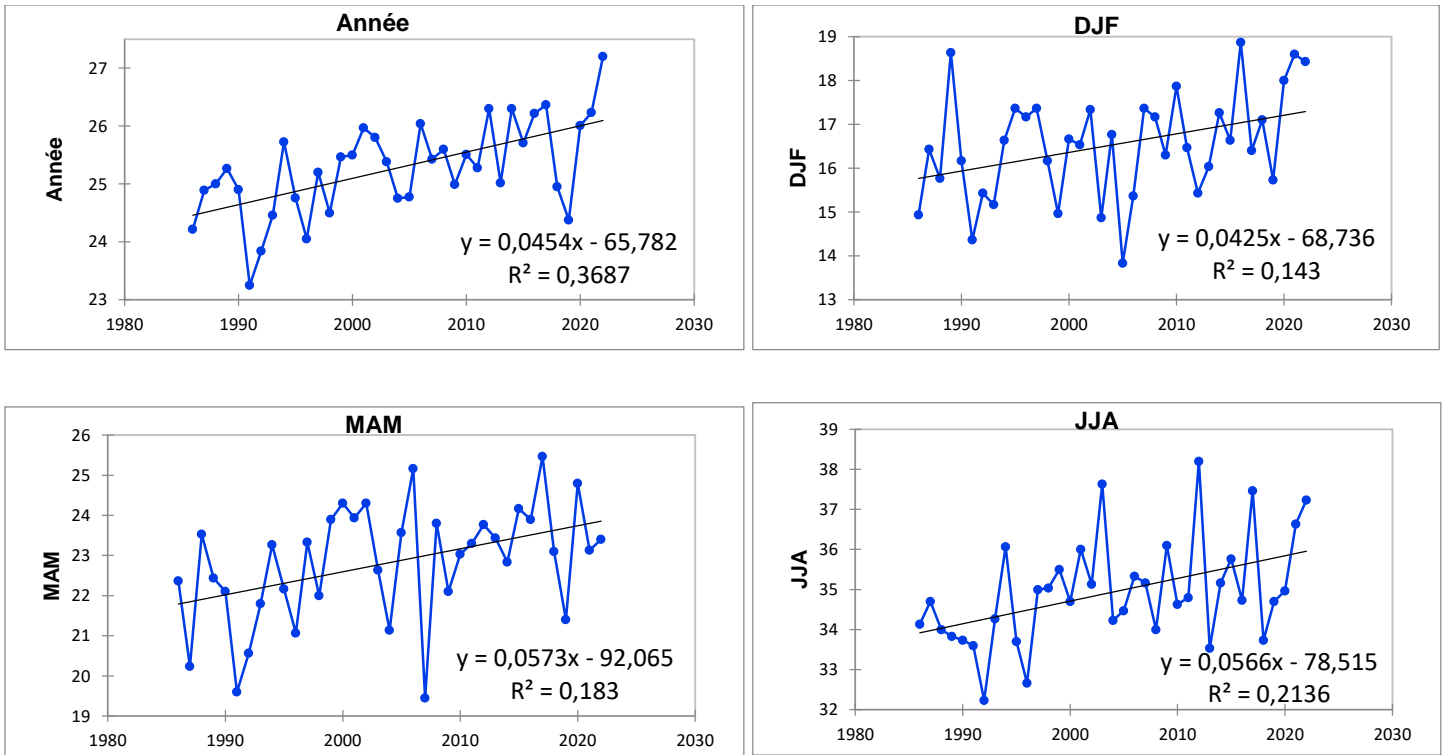 Année
Année
27
26
25
24
23
1980 1990 2000 2010 2020 2030
y = 0,0454x - 65,782
R² = 0,3687
DJF
DJF
19
18
17
16
15
14
13
1980 1990 2000 2010 2020 2030
y = 0,0425x - 68,736
R² = 0,143
MAM
MAM
26
25
24
23
22
21
20
19
1980 1990 2000 2010 2020 2030
y = 0,0573x - 92,065
R² = 0,183
JJA
JJA
39
38
37
36
35
34
33
32
1980 1990 2000 2010 2020 2030
y = 0,0566x - 78,515
R² = 0,2136